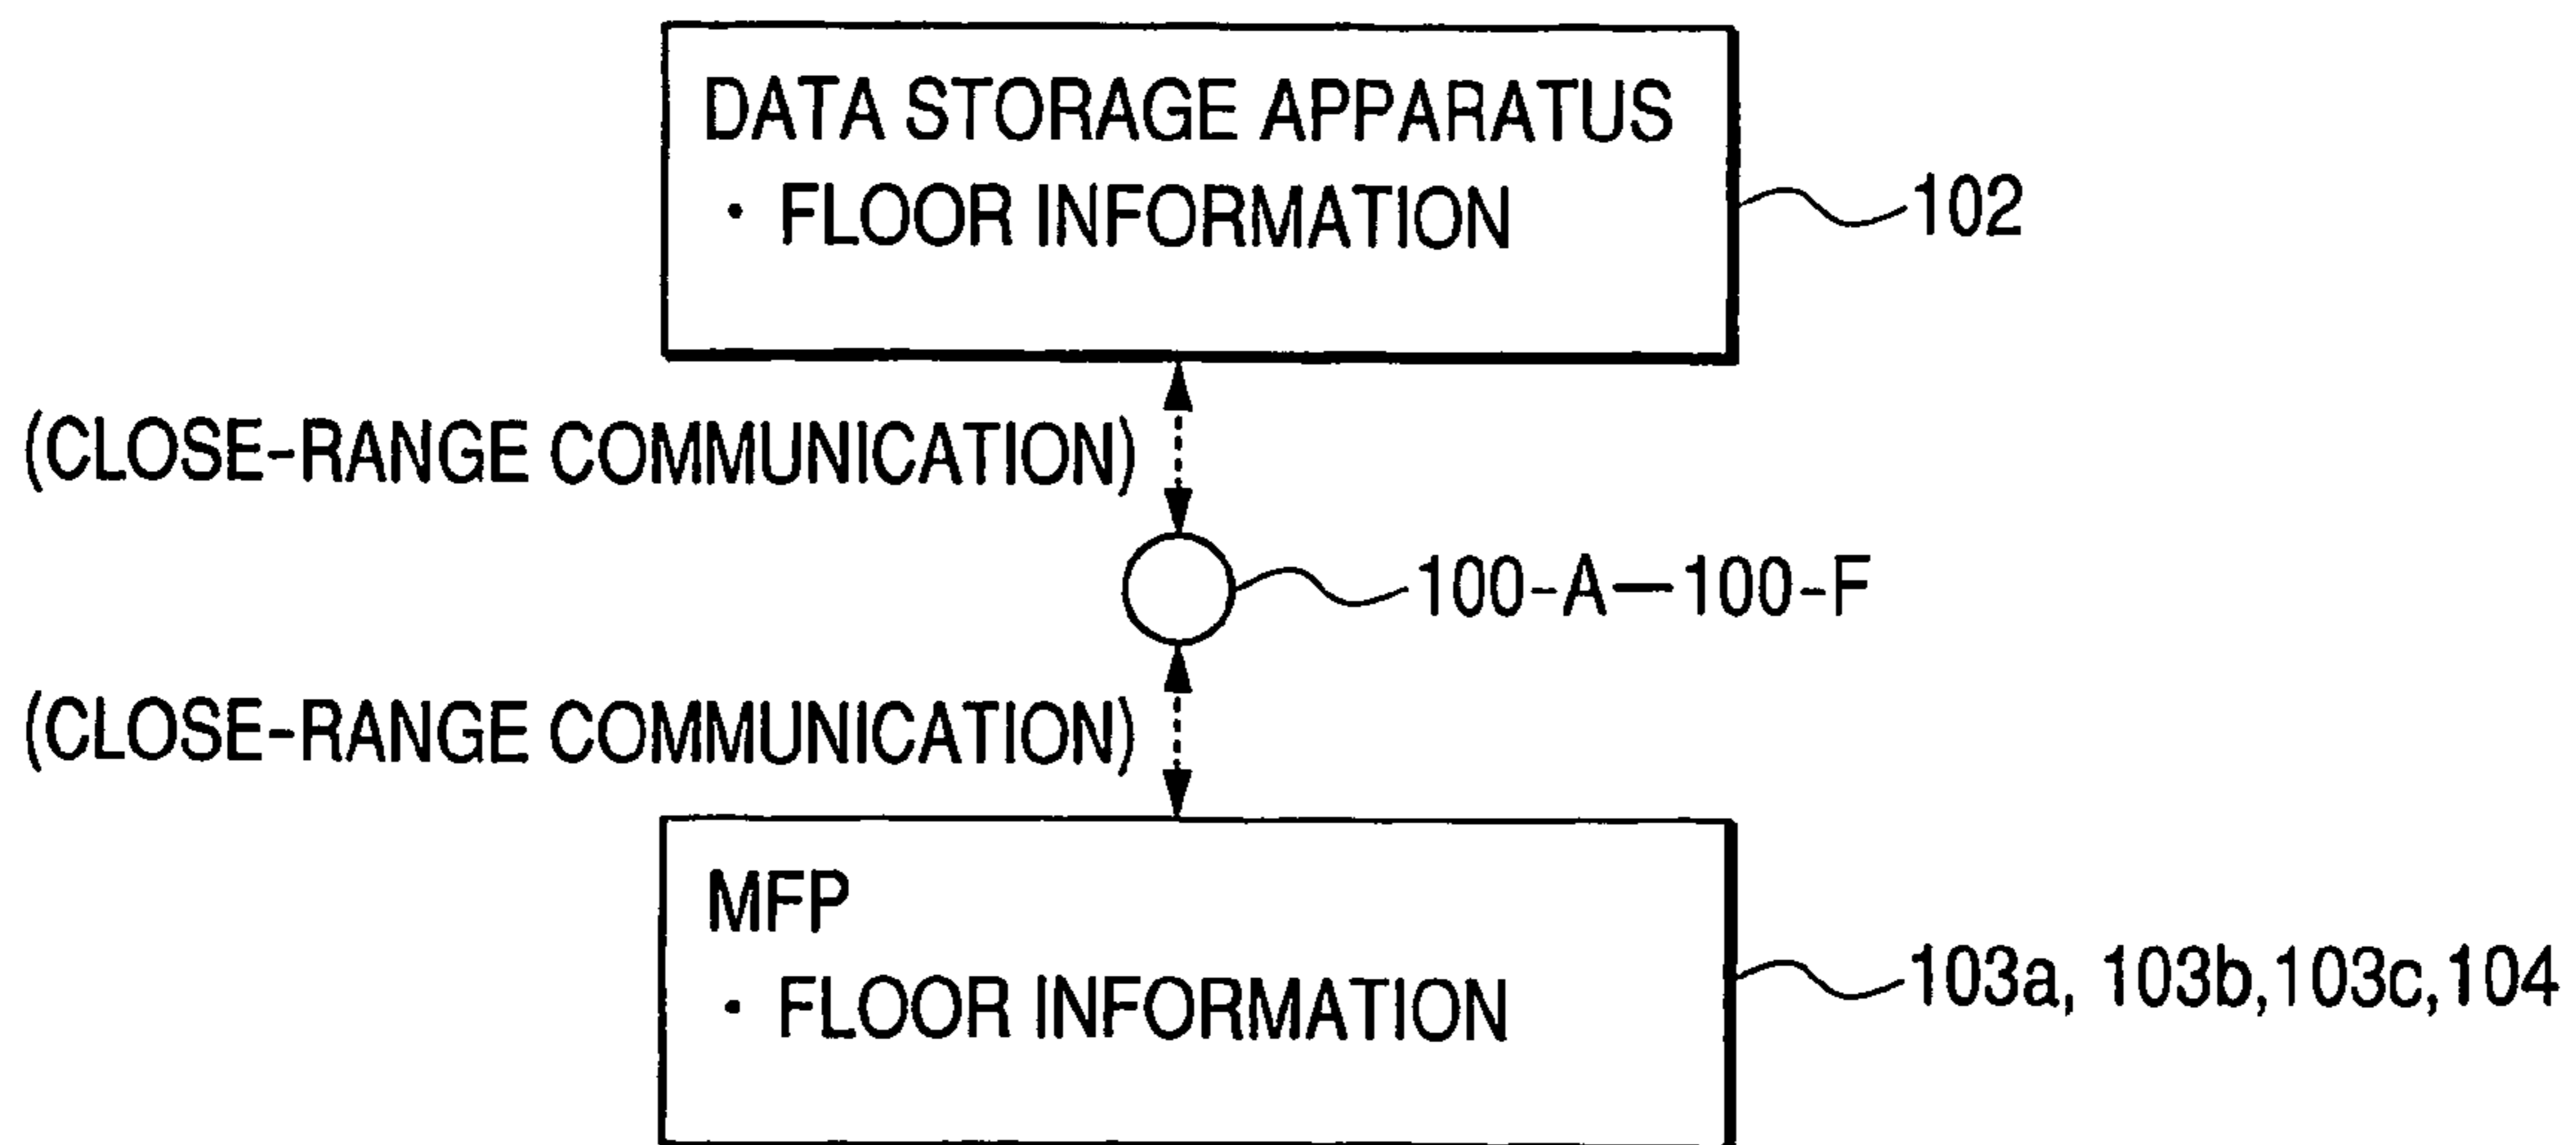 DATA STORAGE APPARATUS
・ FLOOR INFORMATION
102
(CLOSE-RANGE COMMUNICATION)
100-A—100-F
(CLOSE-RANGE COMMUNICATION)
MFP
・ FLOOR INFORMATION
103a, 103b,103c,104